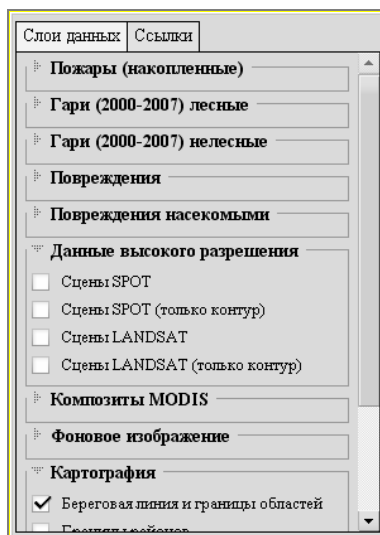 Слои данных Ссылки
Пожары (накопленные)
Гари (2000-2007) лесные
Гари (2000-2007) нелесные
Повреждения
Повреждения насекомыми
Данные высокого разрешения
Сцены SPOT
Сцены SPOT (только контур)
Сцены LANDSAT
Сцены LANDSAT (только контур)
Композиты MODIS
Фоновое изображение
Картография
Береговая линия и границы областей